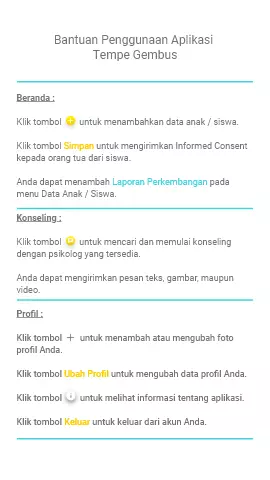 Bantuan Penggunaan Aplikasi
Tempe Gembus
Beranda :
Klik tombol untuk menambahkan data anak / siswa.
Klik tombol Simpan untuk mengirimkan Informed Consent
kepada orang tua dari siswa.
Anda dapat menambah Laporan Perkembangan pada
menu Data Anak / Siswa.
Konseling :
Klik tombol untuk mencari dan memulai konseling
dengan psikolog yang tersedia.
Anda dapat mengirimkan pesan teks, gambar, maupun
video.
Profil :
Klik tombol + untuk menambah atau mengubah foto
profil Anda.
Klik tombol Ubah Profil untuk mengubah data profil Anda.
Klik tombol untuk melihat informasi tentang aplikasi.
Klik tombol Keluar untuk keluar dari akun Anda.